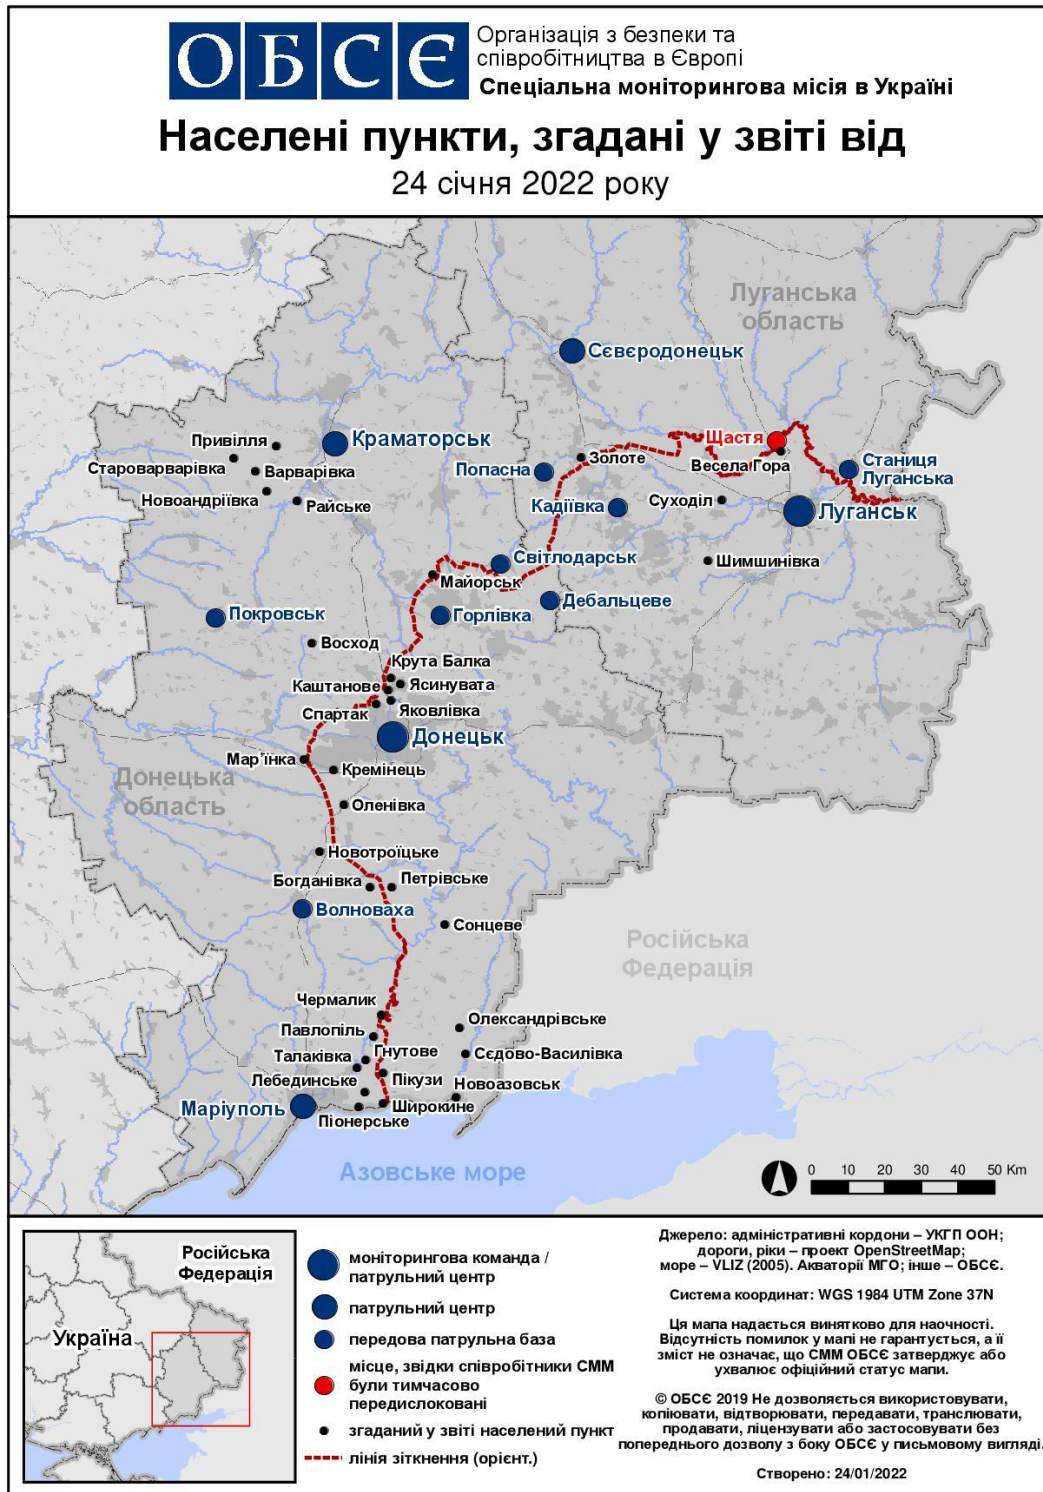 ОБСЄ
Організація з безпеки та
співробітництва в Європі
Спеціальна моніторингова місія в Україні
Населені пункти, згадані у звіті від
24 січня 2022 року
Луганська
область
Сєвєродонецьк
Привілля
Краматорськ
Щастя
Староварварівка
Варварівка
Попасна
Золоте
Весела Гора
Станиця
Луганська
Новоандріївка
Райське
Кадіївка
Суходіл
Луганськ
Світлодарськ
Майорськ
Шимшинівка
Покровськ
Горлівка
Дебальцеве
Восход
Крута Балка
Каштанове
Ясинувата
Спартак
Яковлівка
Донецьк
Мар'їнка
Кремінець
Донецька
область
Оленівка
Новотроїцьке
Богданівка
Петрівське
Волноваха
Сонцеве
Російська
Федерація
Чермалик
Олександрівське
Павлопіль
Гнутове
Талаківка
Сєдово-Василівка
Лебединське
Пікузи
Новоазовськ
Маріуполь
Широкине
Піонерське
Азовське море
0 10 20 30 40 50 Km
Російська
Федерація
Україна
моніторингова команда /
патрульний центр
патрульний центр
передова патрульна база
місце, звідки співробітники СММ
були тимчасово
передислоковані
згаданий у звіті населений пункт
лінія зіткнення (орієнт.)
Джерело: адміністративні кордони – УКГП ООН;
дороги, ріки – проект OpenStreetMap;
море – VLIZ (2005). Акваторії МГО; інше – ОБСЄ.
Система координат: WGS 1984 UTM Zone 37N
Ця мапа надається винятково для наочності.
Відсутність помилок у мапі не гарантується, а її
зміст не означає, що СММ ОБСЄ затверджує або
ухвалює офіційний статус мапи.
© ОБСЄ 2019 Не дозволяється використовувати,
копіювати, відтворювати, передавати, транслювати,
продавати, ліцензувати або застосовувати без
попереднього дозволу з боку ОБСЄ у письмовому вигляді.
Створено: 24/01/2022